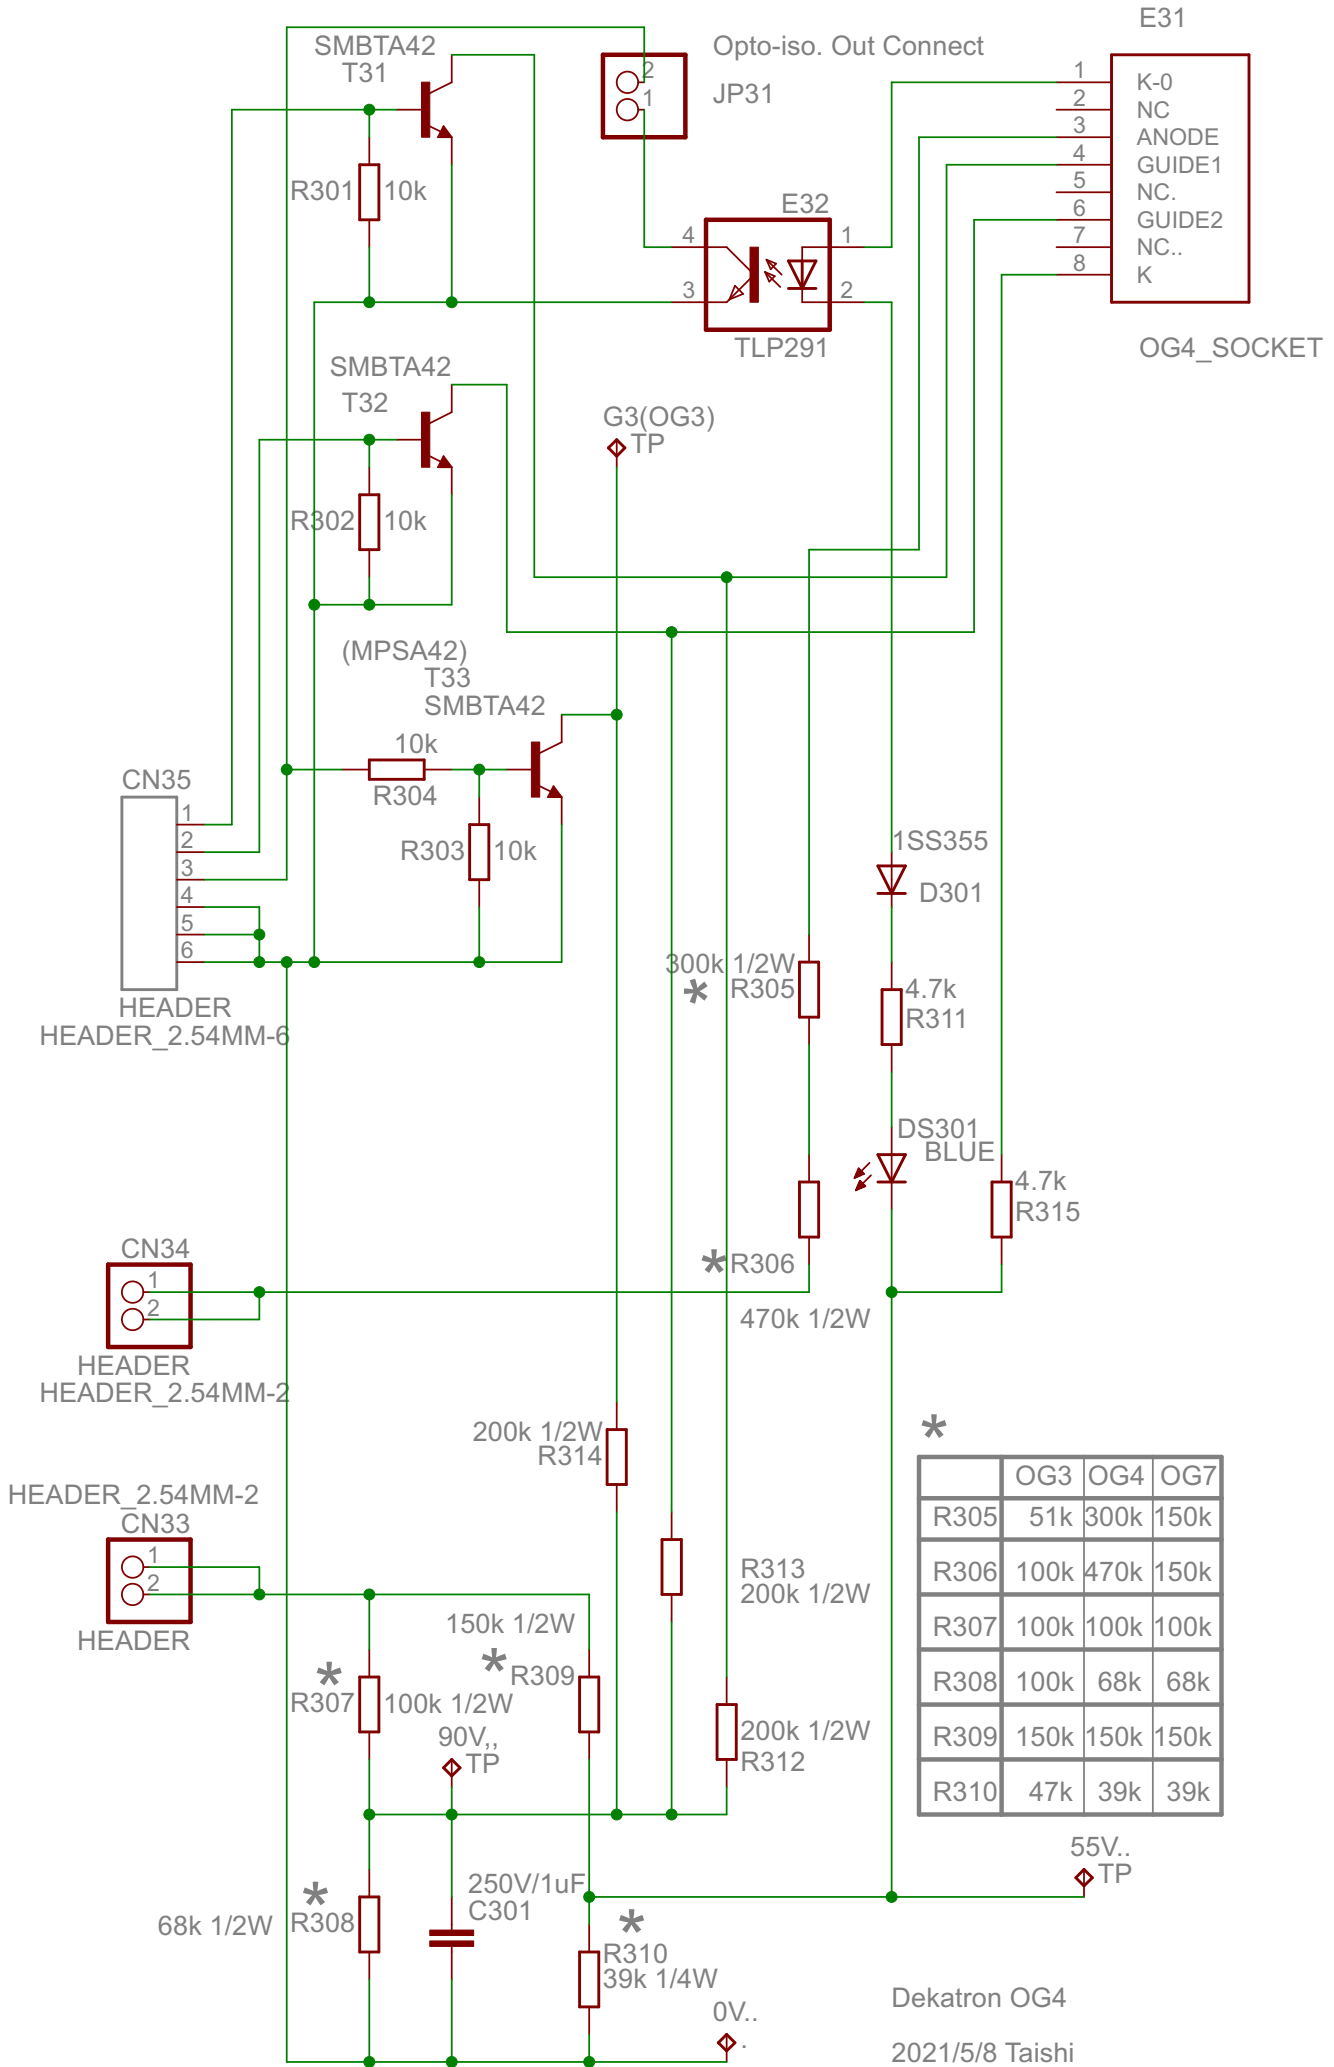 E31
SMBTA42
T31
Opto-iso. Out Connect
JP31
2
1
1 K-0
2 NC
3 ANODE
4 GUIDE1
5 NC.
6 GUIDE2
7 NC..
8 K
OG4_SOCKET
R301 10k
E32
4 1
3 2
TLP291
SMBTA42
T32
G3(OG3)
TP
R302 10k
(MPSA42)
T33
SMBTA42
10k
R304
R303 10k
CN35
1
2
3
4
5
6
HEADER
HEADER_2.54MM-6
1SS355
D301
300k 1/2W
* R305
4.7k
R311
DS301
BLUE
4.7k
R315
* R306
470k 1/2W
CN34
1
2
HEADER
HEADER_2.54MM-2
200k 1/2W
R314
HEADER_2.54MM-2
CN33
1
2
HEADER
R313
200k 1/2W
150k 1/2W
* R309
*
R307 100k 1/2W
90V,,
TP
200k 1/2W
R312
*
OG3 OG4 OG7
R305 51k 300k 150k
R306 100k 470k 150k
R307 100k 100k 100k
R308 100k 68k 68k
R309 150k 150k 150k
R310 47k 39k 39k
55V..
TP
250V/1uF
C301
*
68k 1/2W R308
*
R310
39k 1/4W
0V..
.
Dekatron OG4
2021/5/8 Taishi